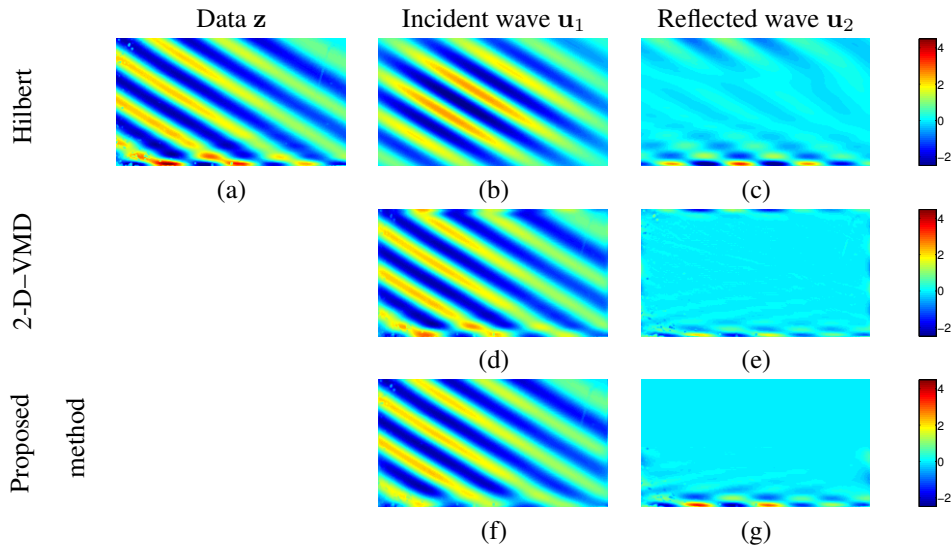 Data z Incident wave u₁ Reflected wave u₂
Hilbert
4
2
0
−2
(a) (b) (c)
2-D–VMD
4
2
0
−2
(d) (e)
Proposed
method
4
2
0
−2
(f) (g)